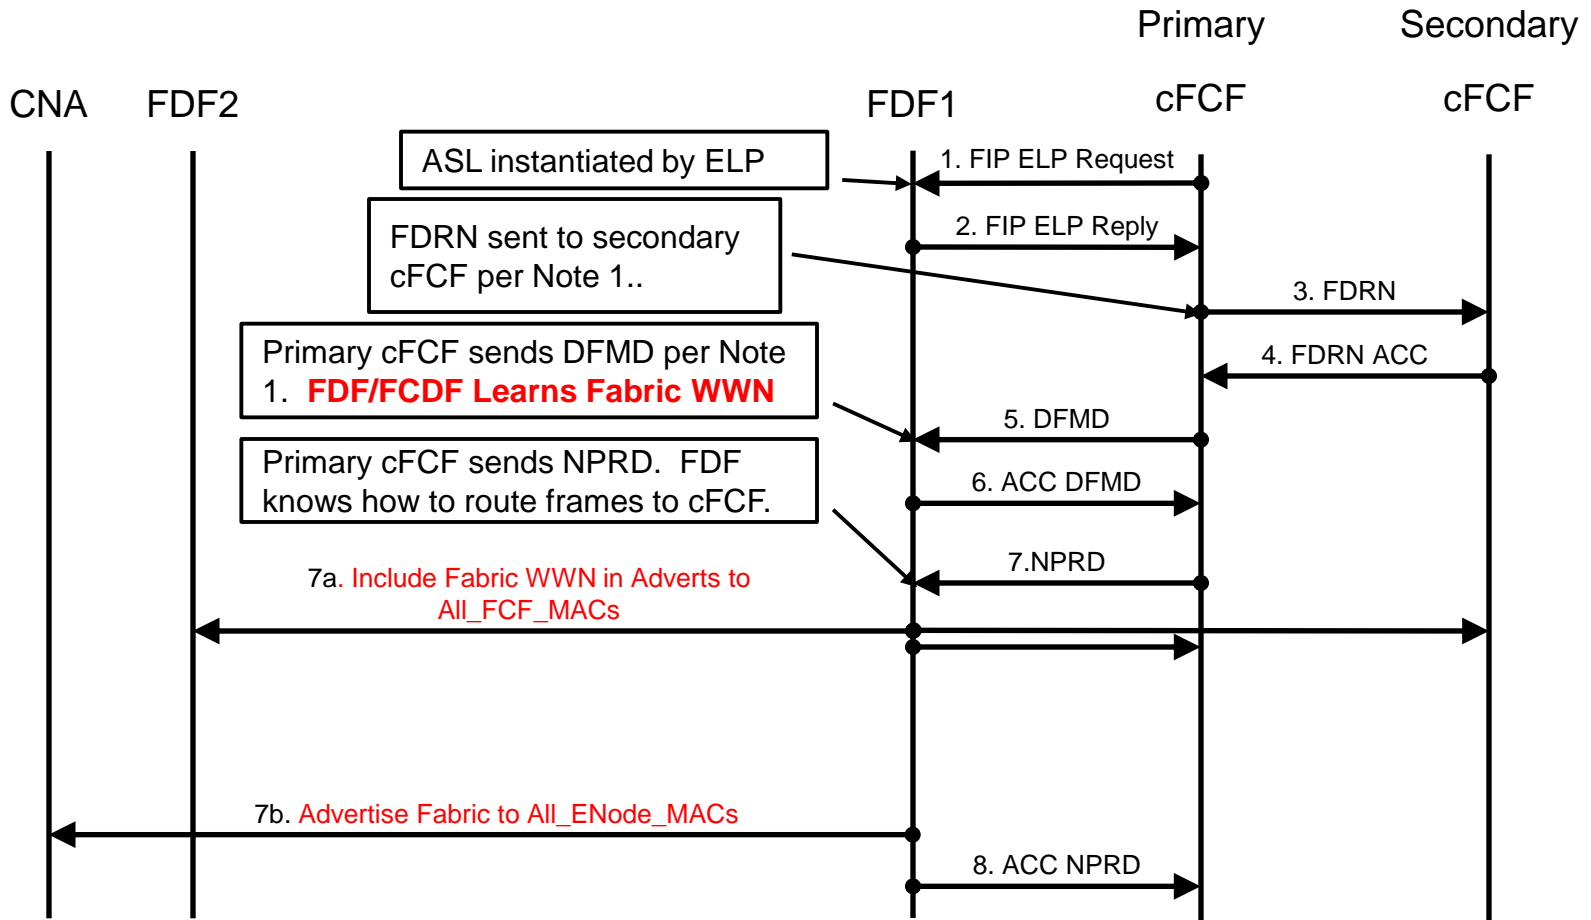 Primary
Secondary
CNA
FDF2
FDF1
cFCF
cFCF
ASL instantiated by ELP
1. FIP ELP Request
FDRN sent to secondary
cFCF per Note 1..
2. FIP ELP Reply
3. FDRN
Primary cFCF sends DFMD per Note
1. FDF/FCDF Learns Fabric WWN
4. FDRN ACC
5. DFMD
Primary cFCF sends NPRD. FDF
knows how to route frames to cFCF.
6. ACC DFMD
7.NPRD
7a. Include Fabric WWN in Adverts to
All_FCF_MACs
7b. Advertise Fabric to All_ENode_MACs
8. ACC NPRD